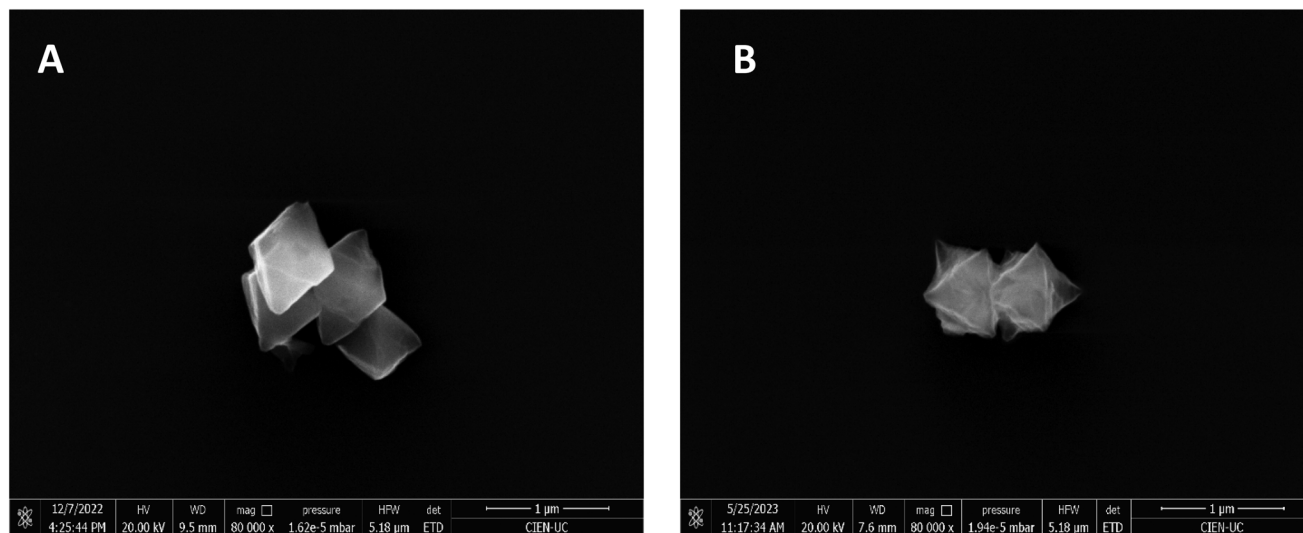 A
12/7/2022 HV WD mag pressure HFW det
4:25:44 PM 20.00 kV 9.5 mm 80 000 x 1.62e-5 mbar 5.18 µm ETD
1 µm
CIEN-UC
B
5/25/2023 HV WD mag pressure HFW det
11:17:34 AM 20.00 kV 7.6 mm 80 000 x 1.94e-5 mbar 5.18 µm ETD
1 µm
CIEN-UC